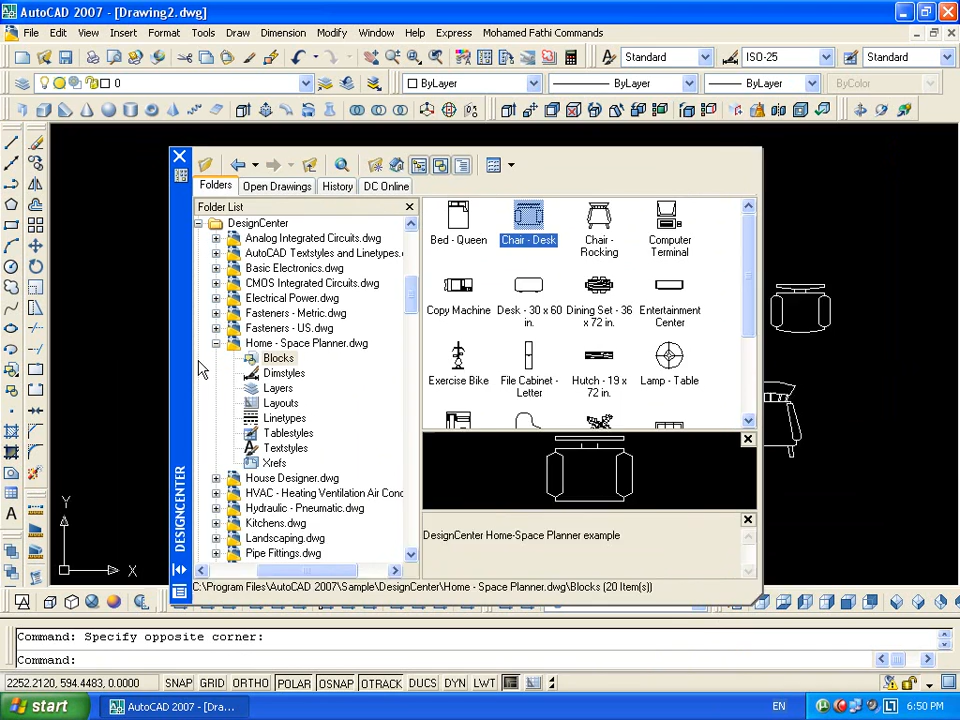 AutoCAD 2007 - [Drawing2.dwg]
File Edit View Insert Format Tools Draw Dimension Modify Window Help Express Mohamed Fathi Commands
Standard ISO-25 Standard
0 ByLayer ByLayer ByLayer ByColor
Folders Open Drawings History DC Online
Folder List
DesignCenter
Analog Integrated Circuits.dwg
AutoCAD Textstyles and Linetypes.
Basic Electronics.dwg
CMOS Integrated Circuits.dwg
Electrical Power.dwg
Fasteners - Metric.dwg
Fasteners - US.dwg
Home - Space Planner.dwg
Blocks
Dimstyles
Layers
Layouts
Linetypes
Tablestyles
Textstyles
Xrefs
House Designer.dwg
HVAC - Heating Ventilation Air Conc
Hydraulic - Pneumatic.dwg
Kitchens.dwg
Landscaping.dwg
Pipe Fittings.dwg
Bed - Queen
Chair - Desk
Chair -
Rocking
Computer
Terminal
Copy Machine
Desk - 30 x 60
in.
Dining Set - 36
x 72 in.
Entertainment
Center
Exercise Bike
File Cabinet -
Letter
Hutch - 19 x
72 in.
Lamp - Table
DesignCenter Home-Space Planner example
C:\Program Files\AutoCAD 2007\Sample\DesignCenter\Home - Space Planner.dwg\Blocks (20 Item(s))
DESIGNCENTER
Y
X
Command: Specify opposite corner:
Command:
2252.2120, 594.4483, 0.0000 SNAP GRID ORTHO POLAR OSNAP OTRACK DUCS DYN LWT
start AutoCAD 2007 - [Dra... EN 6:50 PM